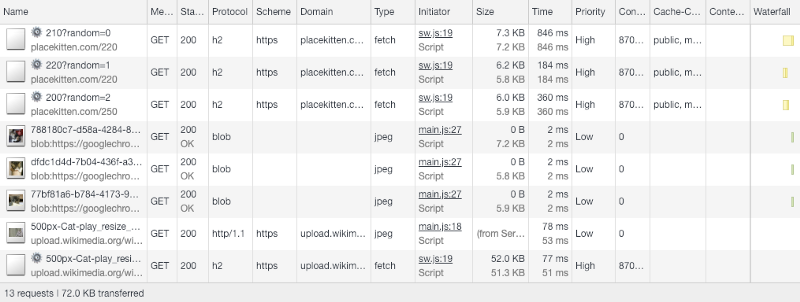 Name Me... Sta... Protocol Scheme Domain Type Initiator Size Time Priority Con... Cache-C... Conte... Waterfall
210?random=0 GET 200 h2 https placekitten.c... fetch sw.js:19 7.3 KB 846 ms High 870... public, m...
placekitten.com/220 Script 7.2 KB 846 ms
220?random=1 GET 200 h2 https placekitten.c... fetch sw.js:19 6.2 KB 184 ms High 870... public, m...
placekitten.com/220 Script 5.8 KB 184 ms
200?random=2 GET 200 h2 https placekitten.c... fetch sw.js:19 6.0 KB 360 ms High 870... public, m...
placekitten.com/250 Script 5.9 KB 360 ms
788180c7-d58a-4284-8... GET 200 blob jpeg main.js:27 0 B 2 ms Low 0
blob:https://googlechro... OK Script 7.2 KB 2 ms
dfdc1d4d-7b04-436f-a3... GET 200 blob jpeg main.js:27 0 B 2 ms Low 0
blob:https://googlechro... OK Script 5.8 KB 2 ms
77bf81a6-b784-4173-9... GET 200 blob jpeg main.js:27 0 B 2 ms Low 0
blob:https://googlechro... OK Script 5.9 KB 2 ms
500px-Cat-play_resize_... GET 200 http/1.1 https upload.wikim... jpeg main.js:18 (from Ser... 78 ms Low 0
upload.wikimedia.org/wi... Script 53 ms
500px-Cat-play_resi... GET 200 h2 https upload.wikim... fetch sw.js:19 52.0 KB 77 ms High 870...
upload.wikimedia.org/wi... Script 51.3 KB 51 ms
13 requests | 72.0 KB transferred